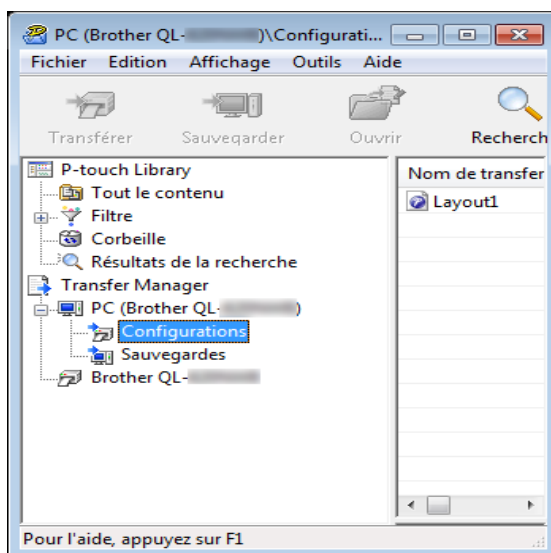 PC (Brother QL- )\Configurati...
Fichier Edition Affichage Outils Aide
Transférer Sauvegarder Ouvrir Recherch
P-touch Library
Tout le contenu
Filtre
Corbeille
Résultats de la recherche
Transfer Manager
PC (Brother QL- )
Configurations
Sauvegardes
Brother QL-
Nom de transfer
Layout1
Pour l'aide, appuyez sur F1